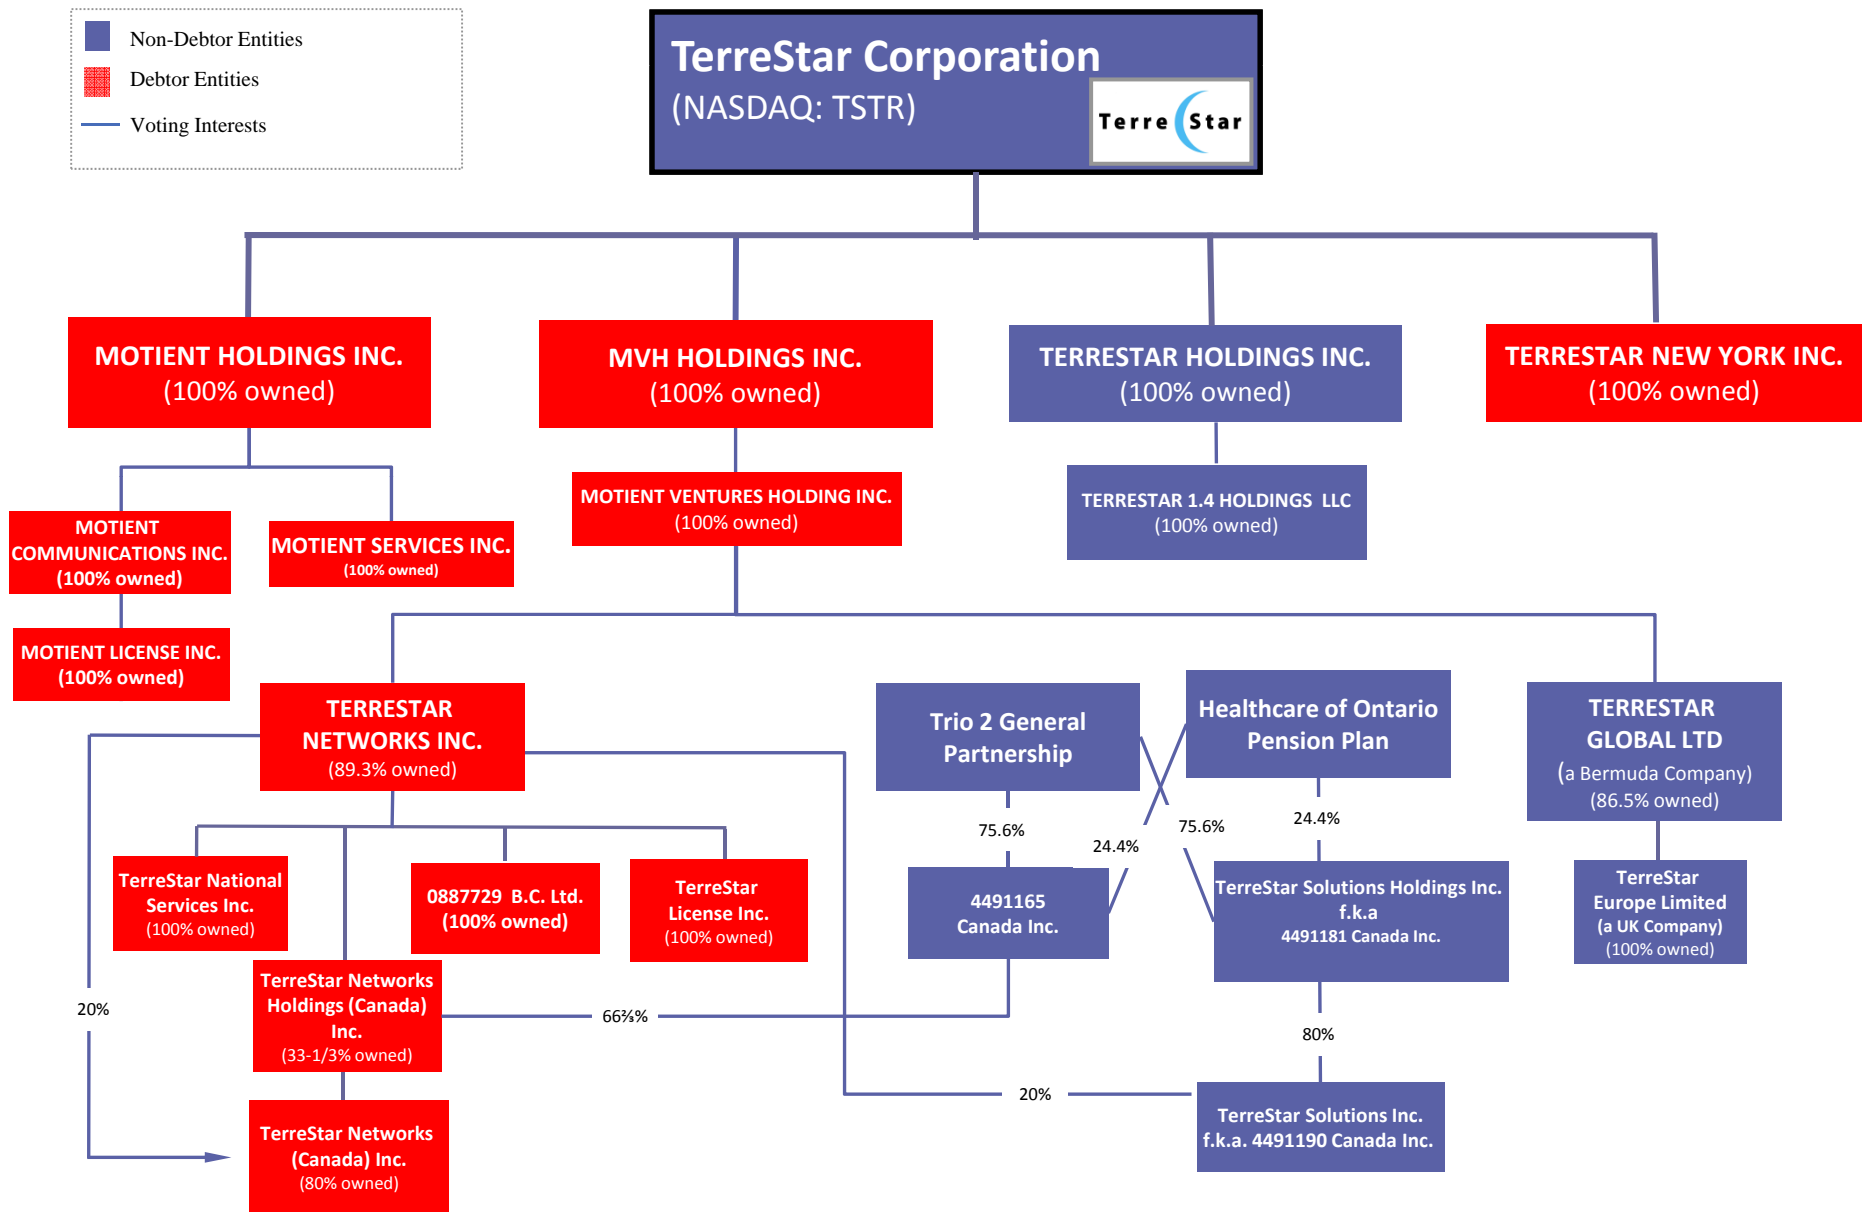 Non-Debtor Entities
Debtor Entities
Voting Interests
TerreStar Corporation
(NASDAQ: TSTR)
Terre Star
MOTIENT HOLDINGS INC.
(100% owned)
MVH HOLDINGS INC.
(100% owned)
TERRESTAR HOLDINGS INC.
(100% owned)
TERRESTAR NEW YORK INC.
(100% owned)
MOTIENT
COMMUNICATIONS INC.
(100% owned)
MOTIENT SERVICES INC.
(100% owned)
MOTIENT VENTURES HOLDING INC.
(100% owned)
TERRESTAR 1.4 HOLDINGS LLC
(100% owned)
MOTIENT LICENSE INC.
(100% owned)
TERRESTAR
NETWORKS INC.
(89.3% owned)
Trio 2 General
Partnership
Healthcare of Ontario
Pension Plan
TERRESTAR
GLOBAL LTD
(a Bermuda Company)
(86.5% owned)
75.6%
24.4%
75.6%
24.4%
TerreStar National
Services Inc.
(100% owned)
0887729 B.C. Ltd.
(100% owned)
TerreStar
License Inc.
(100% owned)
4491165
Canada Inc.
TerreStar Solutions Holdings Inc.
f.k.a
4491181 Canada Inc.
TerreStar
Europe Limited
(a UK Company)
(100% owned)
20%
TerreStar Networks
Holdings (Canada)
Inc.
(33-1/3% owned)
66⅔%
80%
20%
TerreStar Networks
(Canada) Inc.
(80% owned)
TerreStar Solutions Inc.
f.k.a. 4491190 Canada Inc.